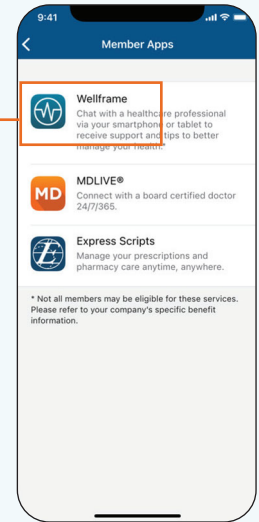 9:41
Member Apps
Wellframe
Chat with a healthcare professional
via your smartphone or tablet to
receive support and tips to better
manage your health.
MD
MDLIVE®
Connect with a board certified doctor
24/7/365.
Express Scripts
Manage your prescriptions and
pharmacy care anytime, anywhere.
* Not all members may be eligible for these services.
Please refer to your company's specific benefit
information.